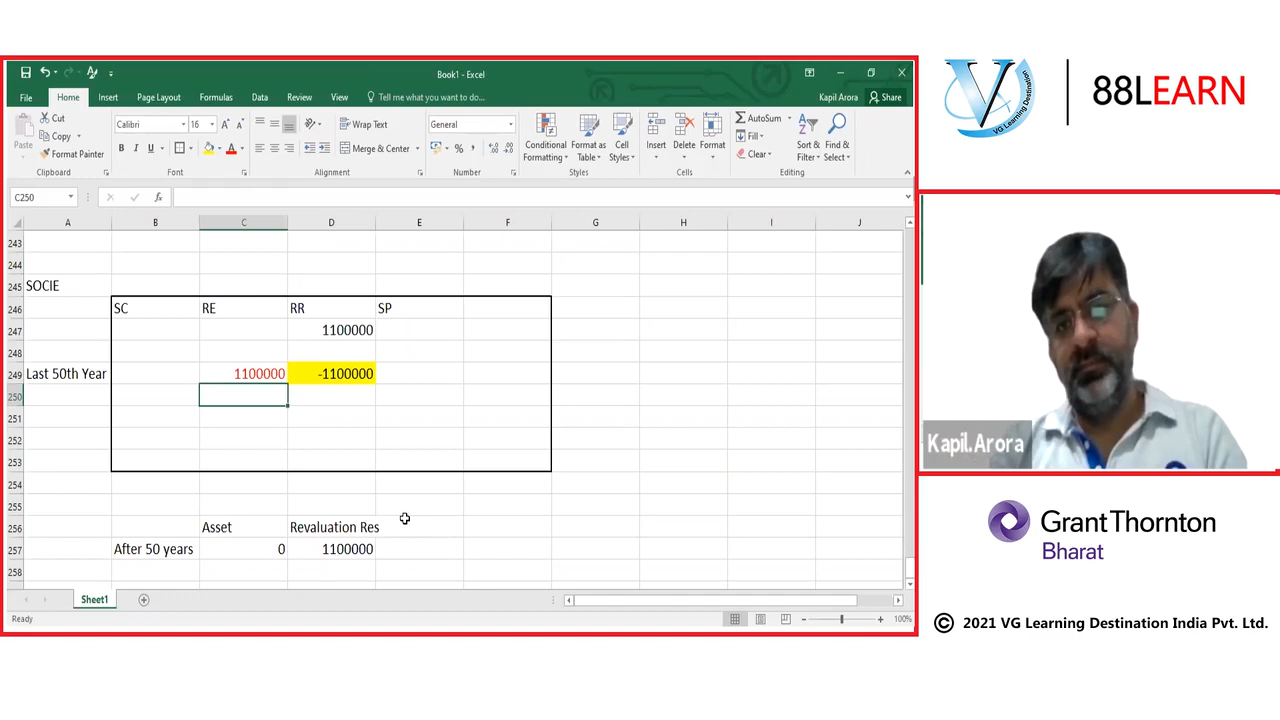 Book1 - Excel
File Home Insert Page Layout Formulas Data Review View Tell me what you want to do... Kapil Arora Share
Paste Cut Copy Format Painter Clipboard
Calibri 16 B I U Font
Wrap Text Merge & Center Alignment
General % , Number
Conditional Formatting Format as Table Cell Styles Styles
Insert Delete Format Cells
AutoSum Fill Clear Sort & Filter Find & Select Editing
C250 fx
A B C D E F G H I J
243
244
245 SOCIE
246 SC RE RR SP
247 1100000
248
249 Last 50th Year 1100000 -1100000
250
251
252
253
254
255
256 Asset Revaluation Res
257 After 50 years 0 1100000
258
Sheet1
Ready 100%
V
VG Learning Destination
88LEARN
Kapil.Arora
Grant Thornton
Bharat
© 2021 VG Learning Destination India Pvt. Ltd.